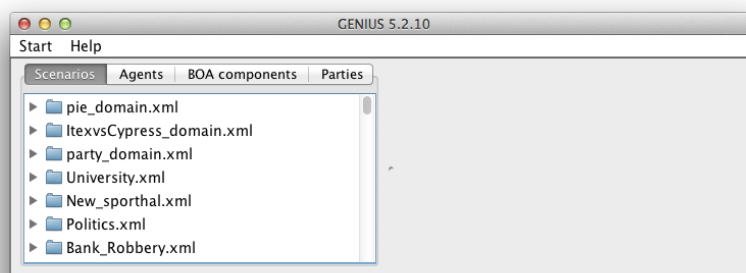 GENIUS 5.2.10
Start Help
Scenarios Agents BOA components Parties
pie_domain.xml
ItexvsCypress_domain.xml
party_domain.xml
University.xml
New_sporthal.xml
Politics.xml
Bank_Robbery.xml